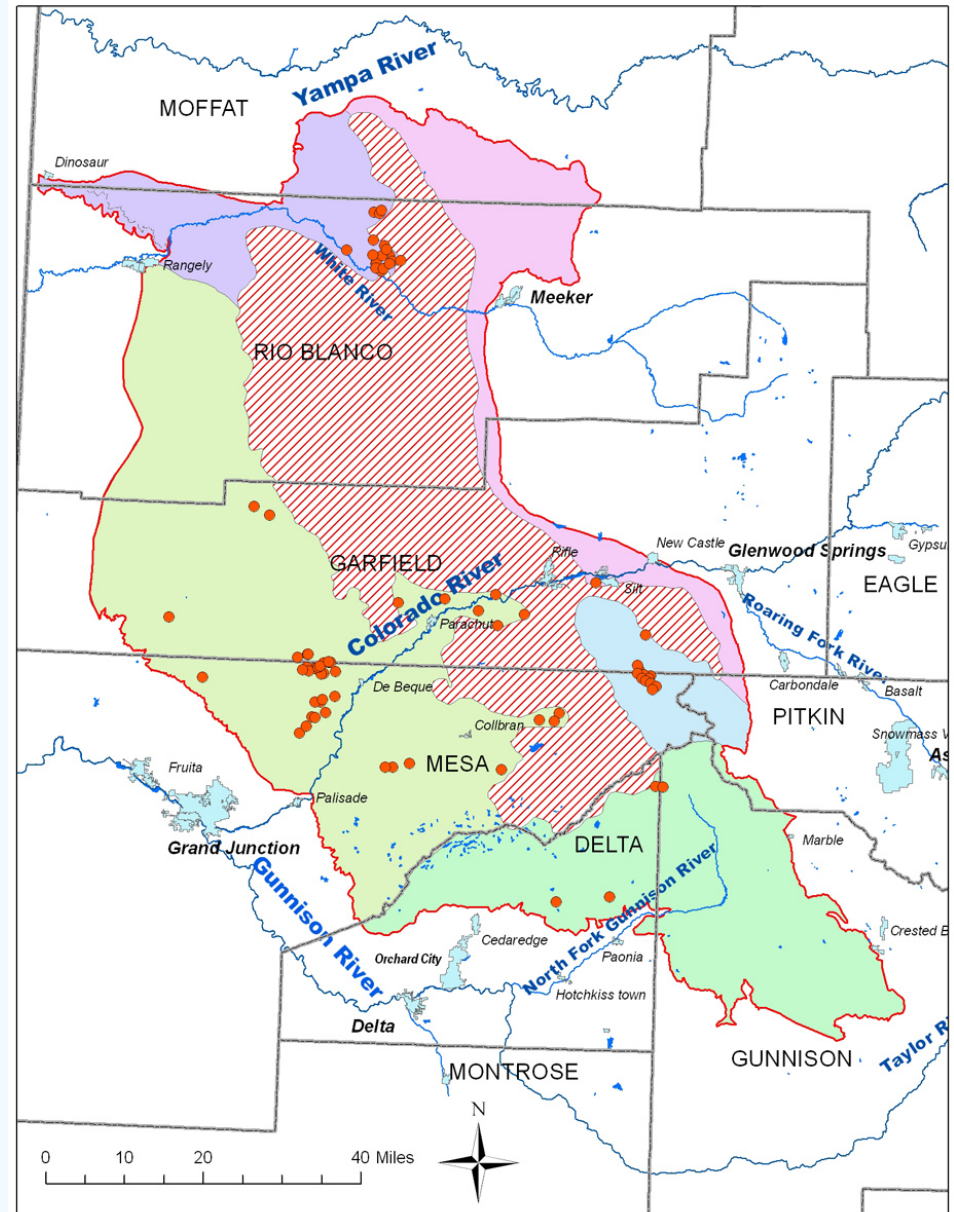 Yampa River
MOFFAT
Dinosaur
Rangely
White River
Meeker
RIO BLANCO
Rifle
New Castle
Glenwood Springs
Gypsu
GARFIELD
EAGLE
Silt
Colorado River
Parachut
Roaring Fork River
De Beque
Carbondale
Basalt
PITKIN
Collbran
Snowmass V
As
MESA
Fruita
Palisade
Grand Junction
DELTA
Marble
Gunnison River
North Fork Gunnison River
Crested B
Cedaredge
Orchard City
Paonia
Hotchkiss town
Delta
Taylor Ri
GUNNISON
MONTROSE
N
0 10 20 40 Miles